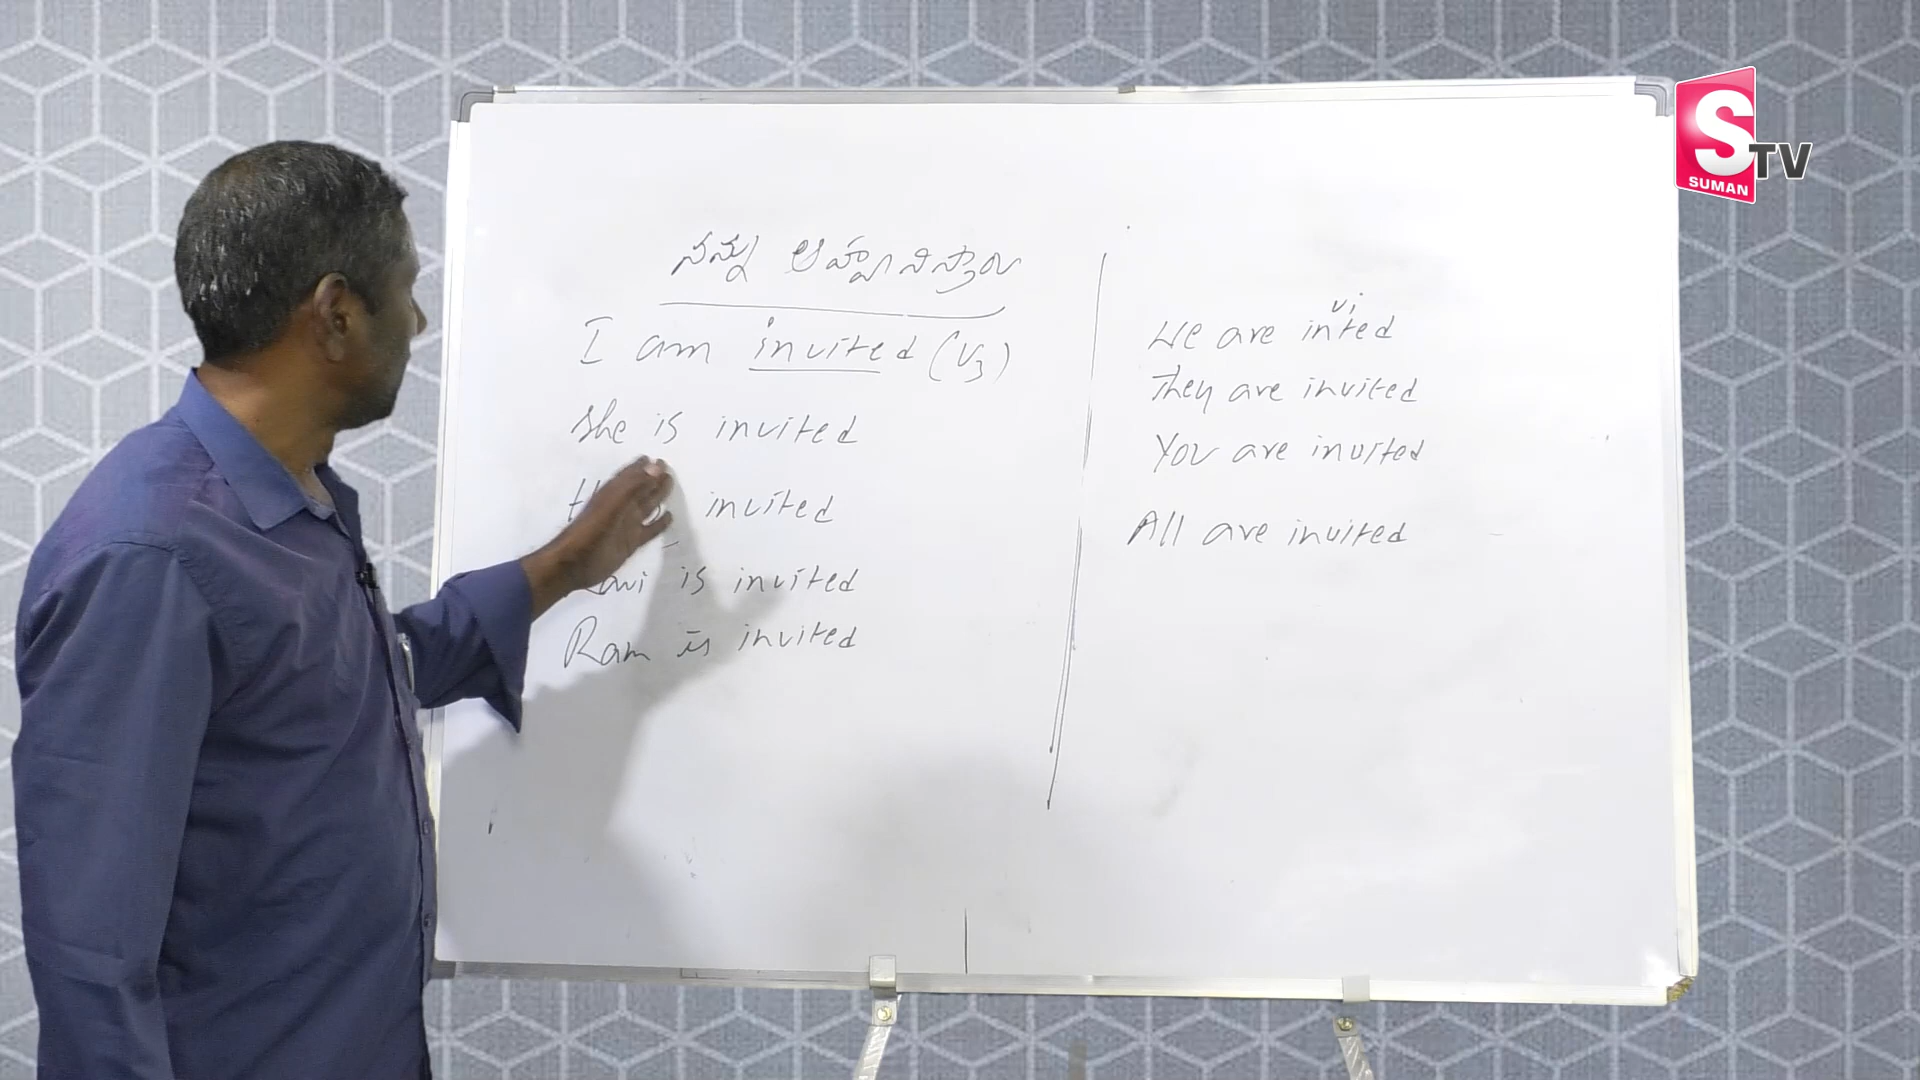 నన్ను ఆహ్వానిస్తారు
I am invited (V3)
She is invited
invited
is invited
Ram is invited
vi
We are inted
They are invited
You are invited
All are invited
S
TV
SUMAN